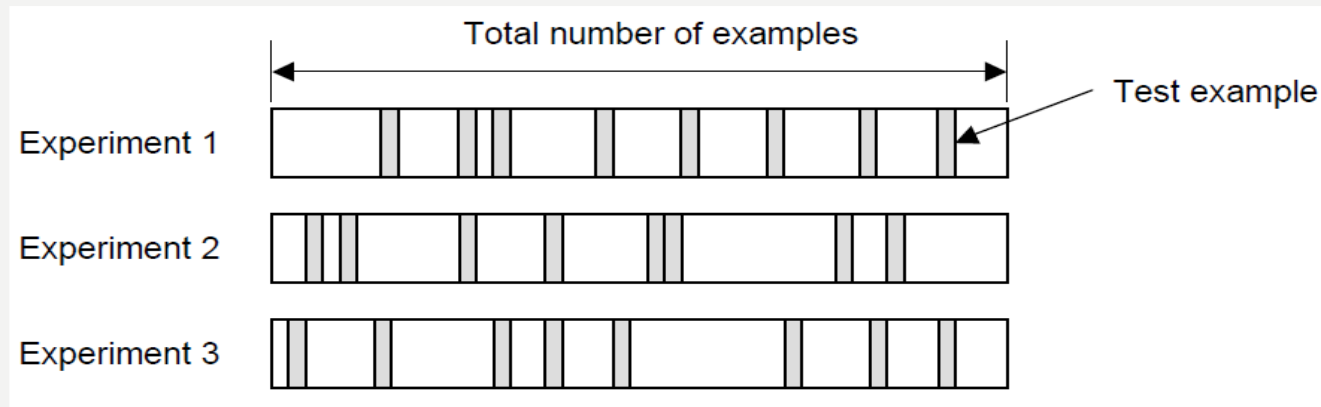 Total number of examples
Test example
Experiment 1
Experiment 2
Experiment 3